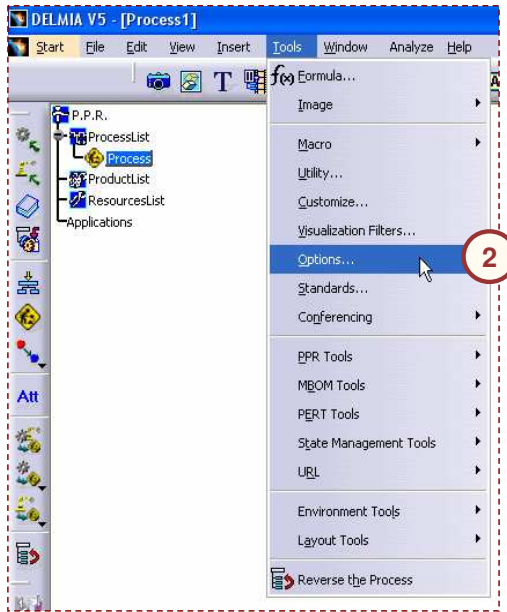 DELMIA V5 - [Process1]
Start File Edit View Insert Tools Window Analyze Help
T
f(x) Formula...
Image
P.P.R.
ProcessList
Process
ProductList
ResourcesList
Applications
Macro
Utility...
Customize...
Visualization Filters...
Options...
2
Standards...
Conferencing
PPR Tools
MBOM Tools
PERT Tools
State Management Tools
URL
Environment Tools
Layout Tools
Reverse the Process
Att